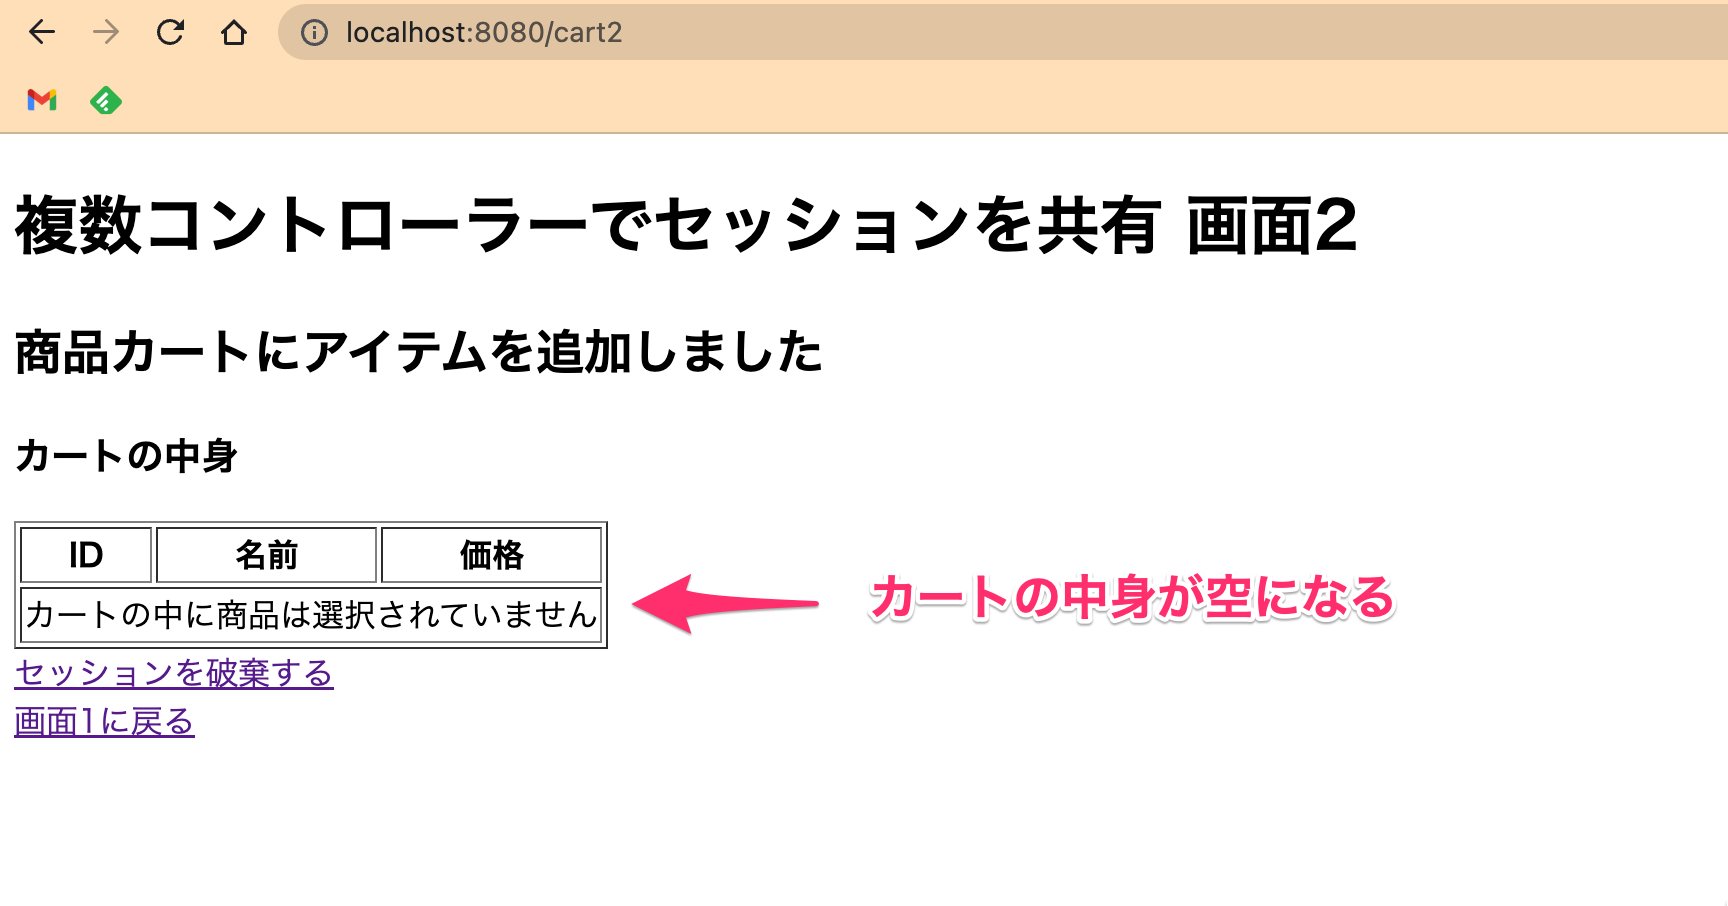 localhost:8080/cart2
複数コントローラーでセッションを共有 画面2
商品カートにアイテムを追加しました
カートの中身
ID 名前 価格
カートの中に商品は選択されていません
カートの中身が空になる
セッションを破棄する
画面1に戻る